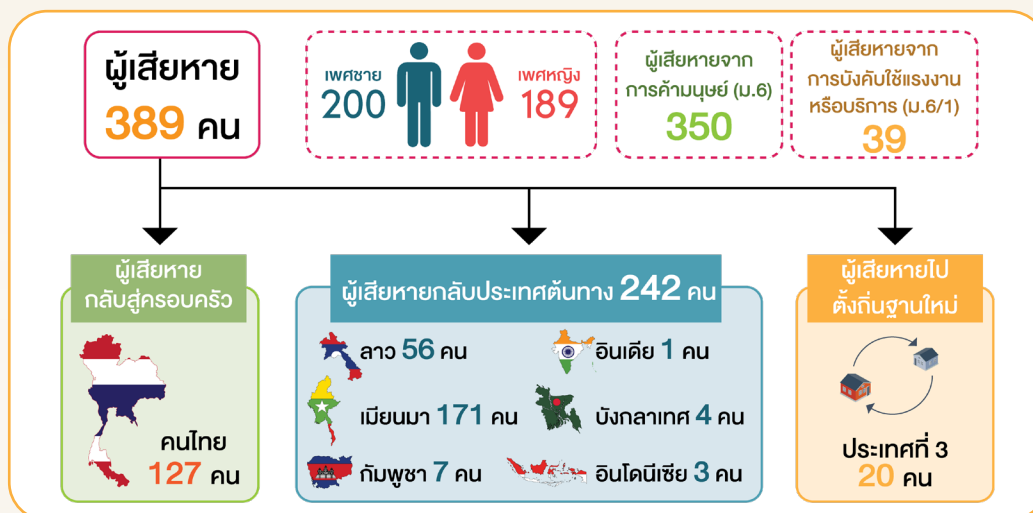 ผู้เสียหาย
389 คน
เพศชาย
200
เพศหญิง
189
ผู้เสียหายจาก
การค้ามนุษย์ (ม.6)
350
ผู้เสียหายจาก
การบังคับใช้แรงงาน
หรือบริการ (ม.6/1)
39
ผู้เสียหาย
กลับสู่ครอบครัว
คนไทย
127 คน
ผู้เสียหายกลับประเทศต้นทาง 242 คน
ลาว 56 คน
อินเดีย 1 คน
เมียนมา 171 คน
บังกลาเทศ 4 คน
กัมพูชา 7 คน
อินโดนีเซีย 3 คน
ผู้เสียหายไป
ตั้งถิ่นฐานใหม่
ประเทศที่ 3
20 คน